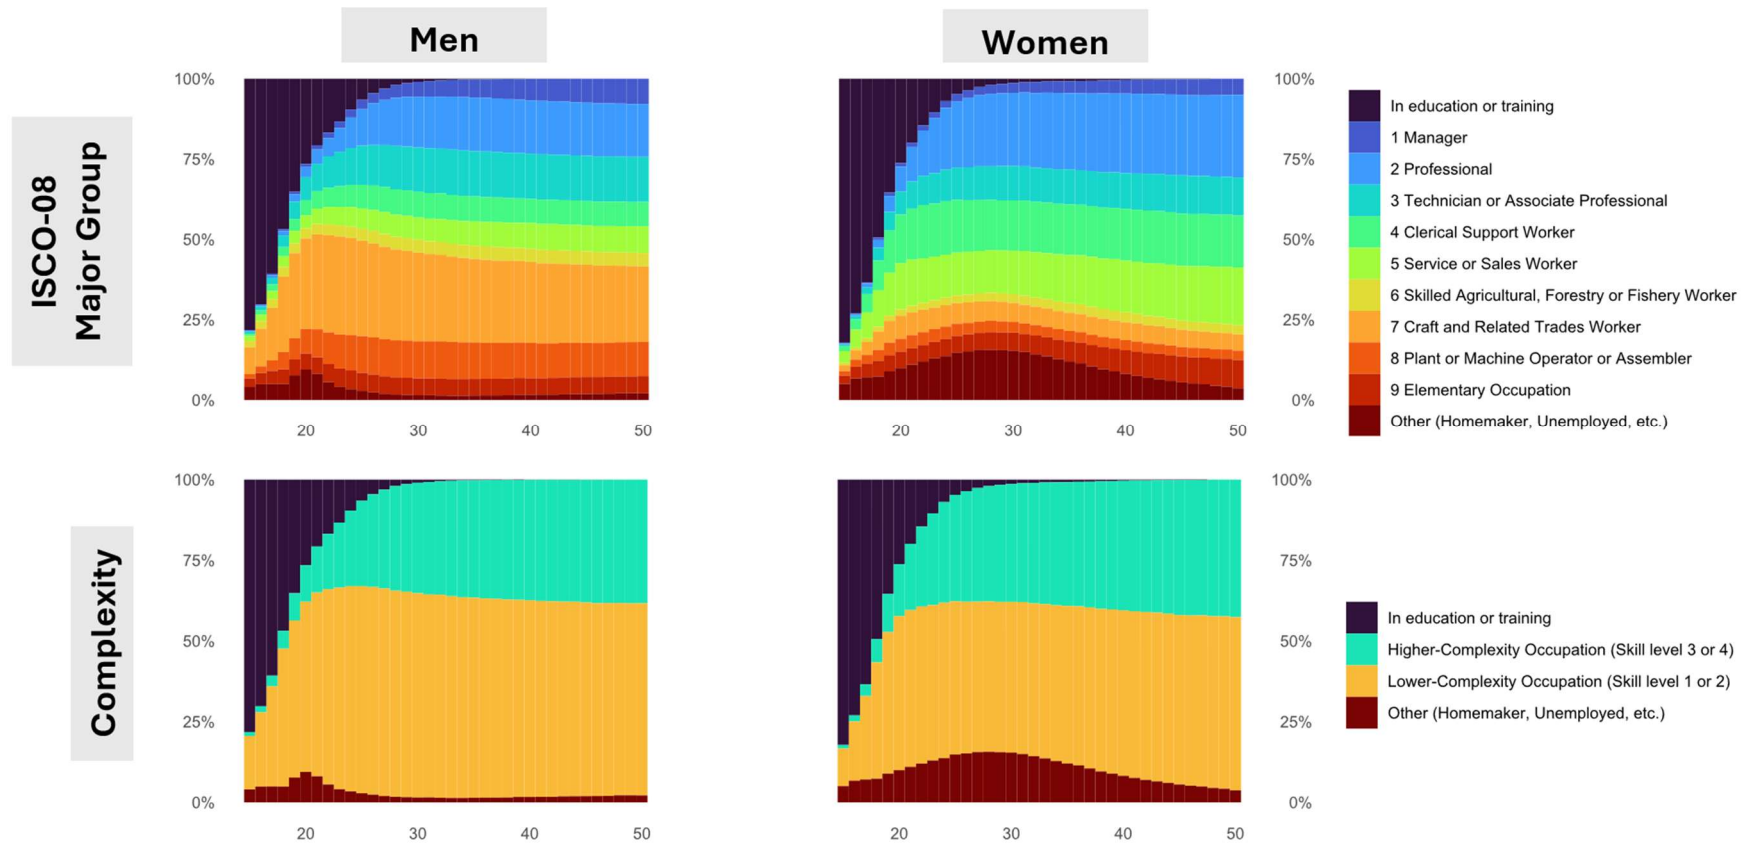 Men
Women
ISCO-08
Major Group
100%
75%
50%
25%
0%
20
30
40
50
20
30
40
50
100%
75%
50%
25%
0%
In education or training
1 Manager
2 Professional
3 Technician or Associate Professional
4 Clerical Support Worker
5 Service or Sales Worker
6 Skilled Agricultural, Forestry or Fishery Worker
7 Craft and Related Trades Worker
8 Plant or Machine Operator or Assembler
9 Elementary Occupation
Other (Homemaker, Unemployed, etc.)
Complexity
100%
75%
50%
25%
0%
20
30
40
50
20
30
40
50
100%
75%
50%
25%
0%
In education or training
Higher-Complexity Occupation (Skill level 3 or 4)
Lower-Complexity Occupation (Skill level 1 or 2)
Other (Homemaker, Unemployed, etc.)